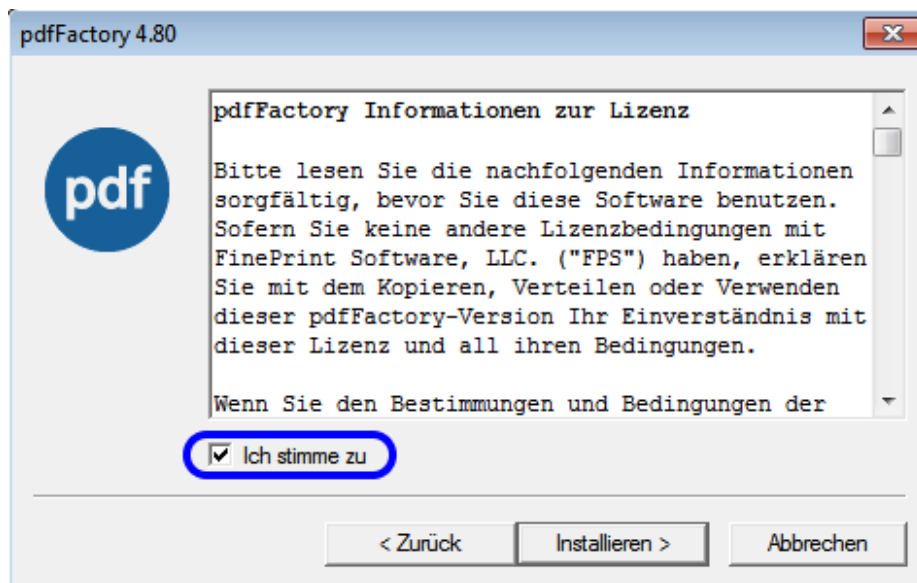 pdfFactory 4.80
pdf
pdfFactory Informationen zur Lizenz
Bitte lesen Sie die nachfolgenden Informationen
sorgfältig, bevor Sie diese Software benutzen.
Sofern Sie keine andere Lizenzbedingungen mit
FinePrint Software, LLC. ("FPS") haben, erklären
Sie mit dem Kopieren, Verteilen oder Verwenden
dieser pdfFactory-Version Ihr Einverständnis mit
dieser Lizenz und all ihren Bedingungen.
Wenn Sie den Bestimmungen und Bedingungen der
Ich stimme zu
< Zurück
Installieren >
Abbrechen